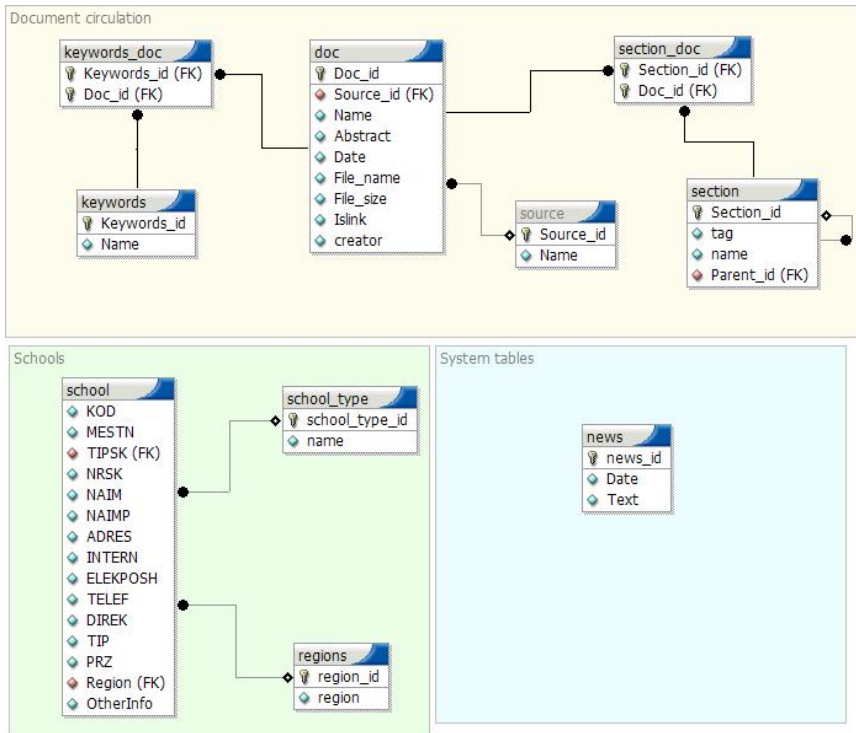 Document circulation
keywords_doc
Keywords_id (FK)
Doc_id (FK)
doc
Doc_id
Source_id (FK)
Name
Abstract
Date
File_name
File_size
Islink
creator
section_doc
Section_id (FK)
Doc_id (FK)
keywords
Keywords_id
Name
source
Source_id
Name
section
Section_id
tag
name
Parent_id (FK)
Schools
school
KOD
MESTN
TIPSK (FK)
NRSK
NAIM
NAIMP
ADRES
INTERN
ELEKPOSH
TELEF
DIREK
TIP
PRZ
Region (FK)
OtherInfo
school_type
school_type_id
name
regions
region_id
region
System tables
news
news_id
Date
Text